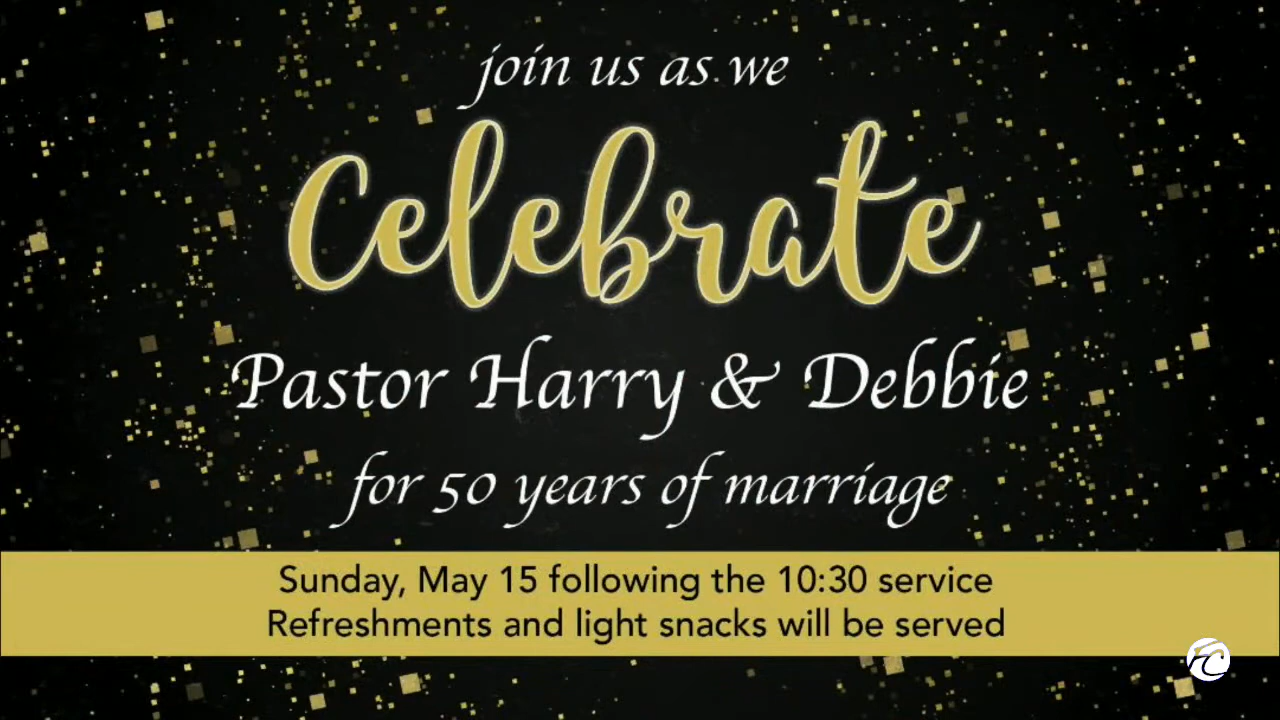 join us as we
Celebrate
Pastor Harry & Debbie
for 50 years of marriage
Sunday, May 15 following the 10:30 service
Refreshments and light snacks will be served